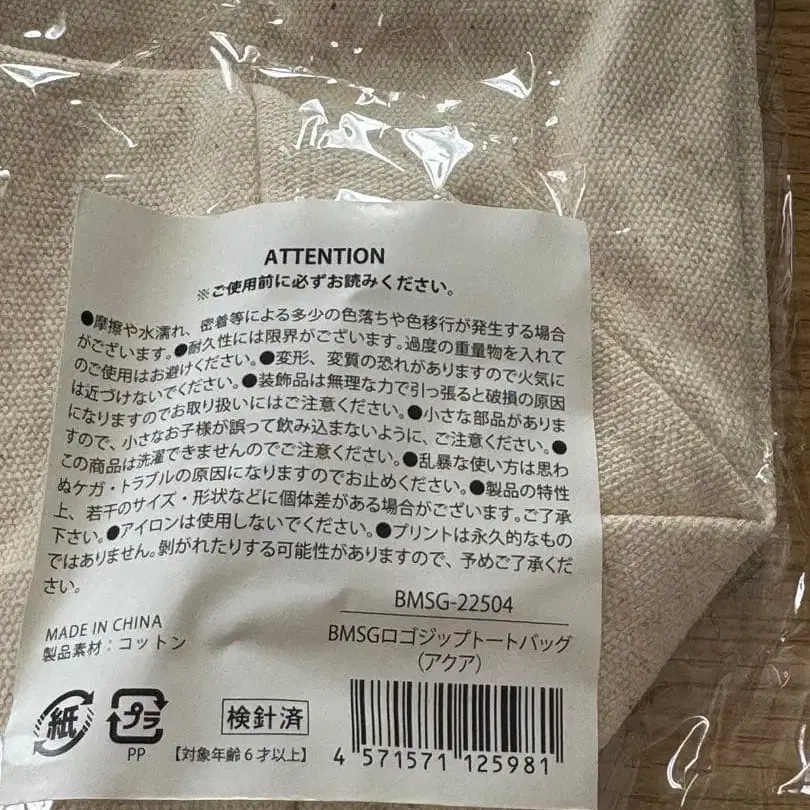 ATTENTION
※ご使用前に必ずお読みください。
●摩擦や水濡れ、密着等による多少の色落ちや色移行が発生する場合
がございます。●耐久性には限界がございます。過度の重量物を入れて
のご使用はお避けください。●変形、変質の恐れがありますので火気に
は近づけないでください。●装飾品は無理な力で引っ張ると破損の原因
になりますのでお取り扱いにはご注意ください。●小さな部品がありま
すので、小さなお子様が誤って飲み込まないように、ご注意ください。●
この商品は洗濯できませんのでご注意ください。●乱暴な使い方は思わ
ぬケガ・トラブルの原因になりますのでお止めください。●製品の特性
上、若干のサイズ・形状などに個体差がある場合がございます。ご了承
下さい。●アイロンは使用しないでください。●プリントは永久的なもの
ではありません。剥がれたりする可能性がありますので、予めご了承くだ
さい。
BMSG-22504
MADE IN CHINA
製品素材：コットン
BMSGロゴジップトートバッグ
（アクア）
紙
プラ
PP
検針済
【対象年齢６才以上】
4 571571 125981